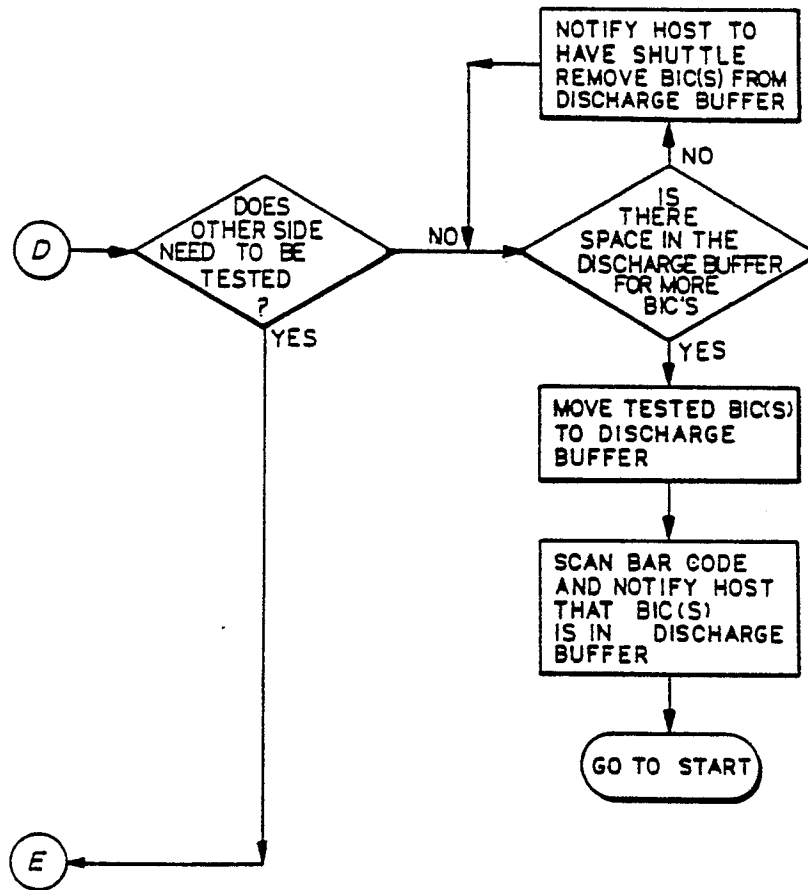 NOTIFY HOST TO
HAVE SHUTTLE
REMOVE BIC(S) FROM
DISCHARGE BUFFER
NO
D
DOES
OTHER SIDE
NEED TO BE
TESTED
?
NO
YES
IS
THERE
SPACE IN THE
DISCHARGE BUFFER
FOR MORE
BIC'S
YES
MOVE TESTED BIC(S)
TO DISCHARGE
BUFFER
SCAN BAR CODE
AND NOTIFY HOST
THAT BIC(S)
IS IN DISCHARGE
BUFFER
GO TO START
E